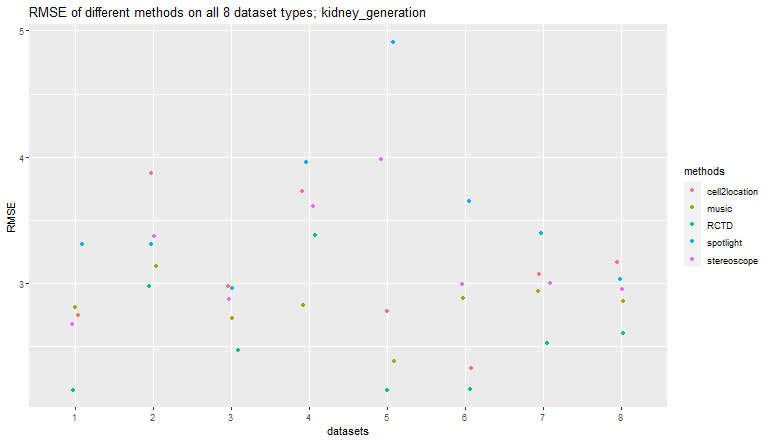 RMSE of different methods on all 8 dataset types; kidney_generation
5
4
3
RMSE
1 2 3 4 5 6 7 8
datasets
methods
cell2location
music
RCTD
spotlight
stereoscope